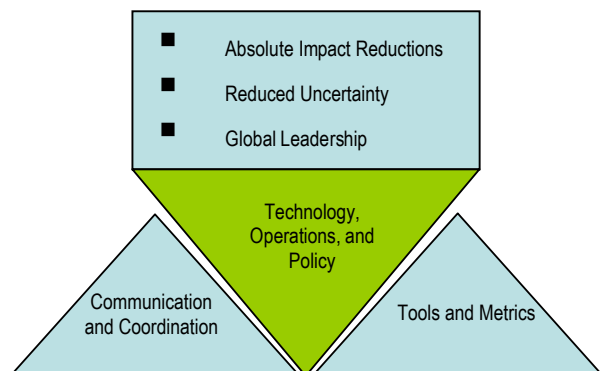 Absolute Impact Reductions
Reduced Uncertainty
Global Leadership
Technology,
Operations, and
Policy
Communication
and Coordination
Tools and Metrics